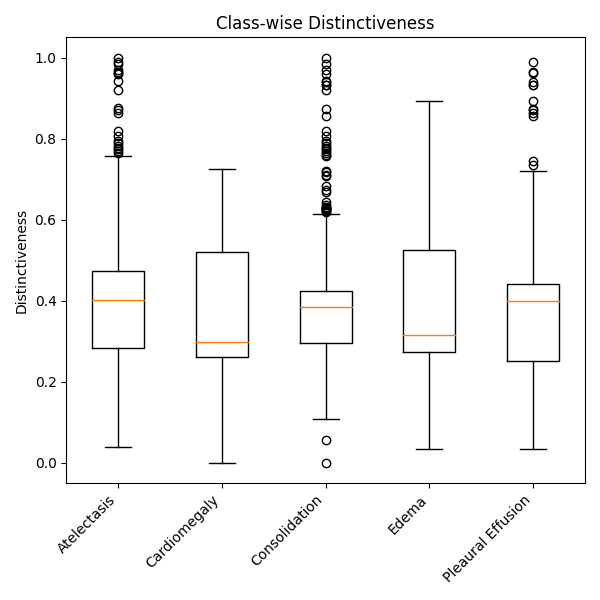 Class-wise Distinctiveness
Distinctiveness
1.0
0.8
0.6
0.4
0.2
0.0
Atelectasis
Cardiomegaly
Consolidation
Edema
Pleaural Effusion